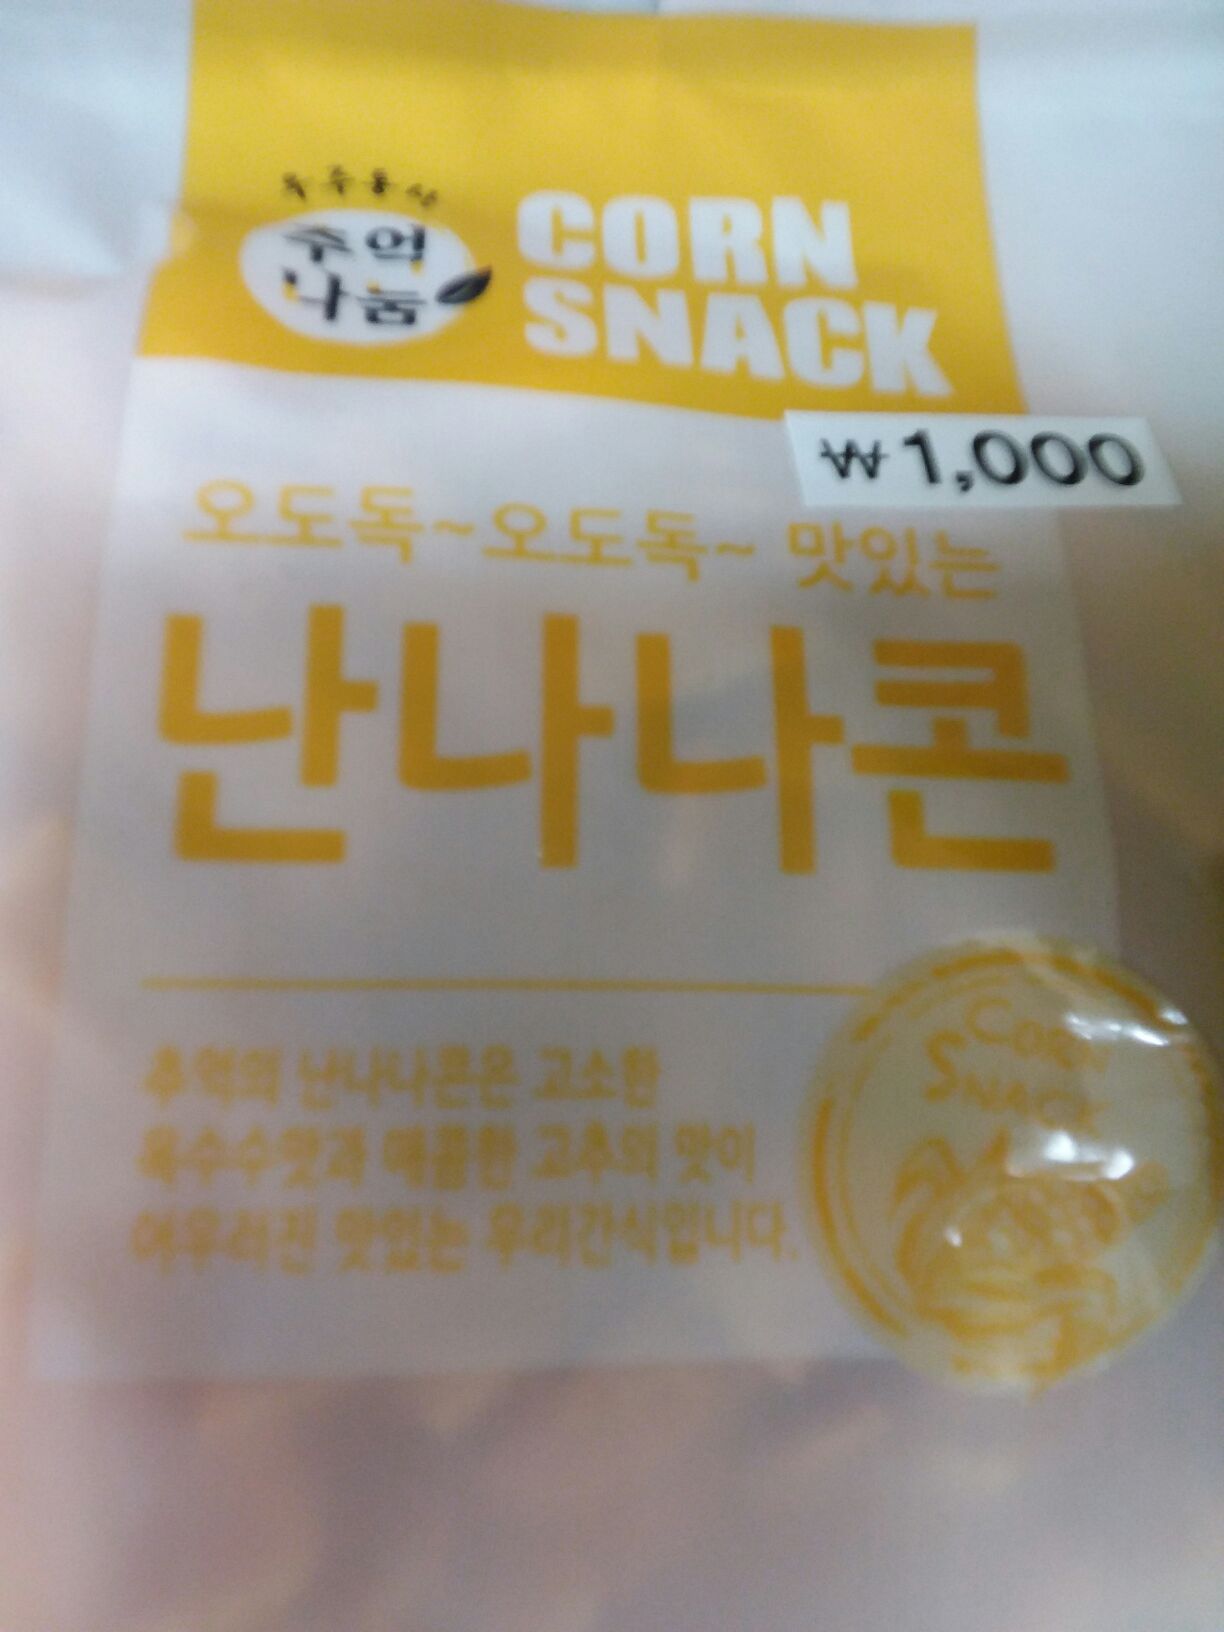 추억
나눔
CORN
SNACK
₩1,000
오도독~오도독~ 맛있는
난나나콘
추억의 난나나콘은 고소한
옥수수맛과 매콤한 고추의 맛이
어우러진 맛있는 우리간식입니다.
CORN
SNACK